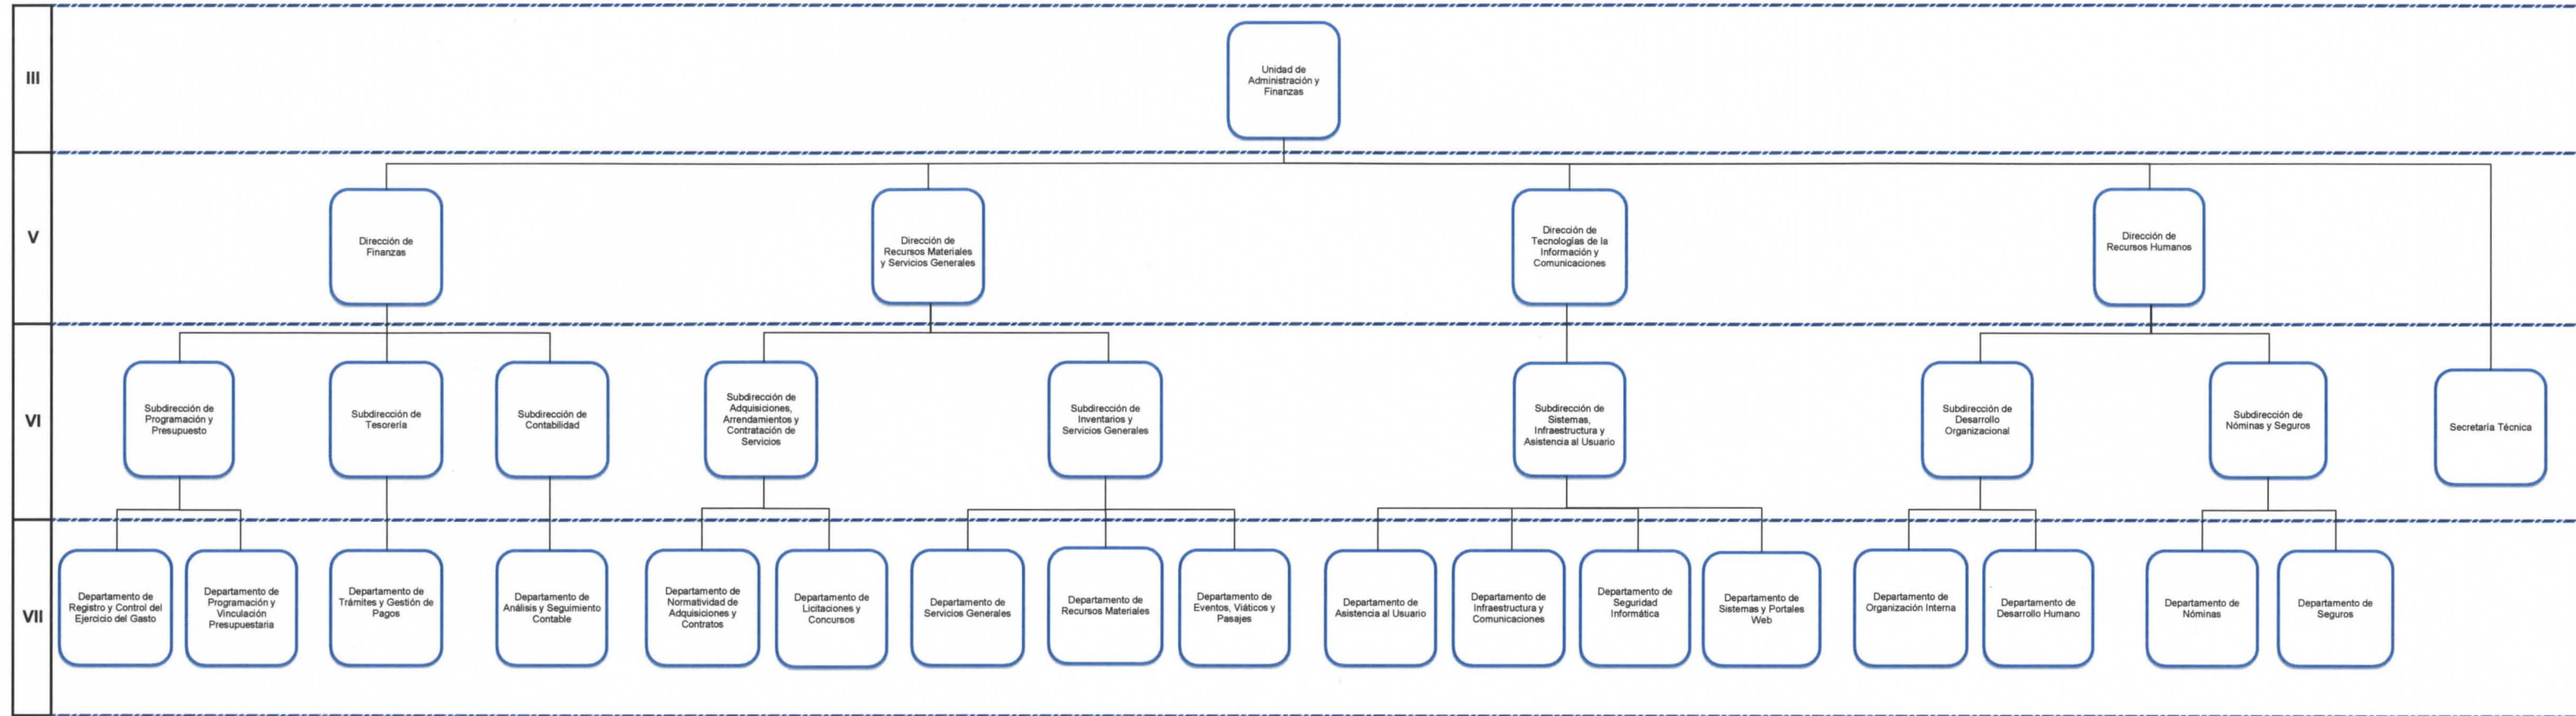 III
Unidad de
Administración y
Finanzas
V
Dirección de
Finanzas
Dirección de
Recursos Materiales
y Servicios Generales
Dirección de
Tecnologías de la
Información y
Comunicaciones
Dirección de
Recursos Humanos
VI
Subdirección de
Programación y
Presupuesto
Subdirección de
Tesorería
Subdirección de
Contabilidad
Subdirección de
Adquisiciones,
Arrendamientos y
Contratación de
Servicios
Subdirección de
Inventarios y
Servicios Generales
Subdirección de
Sistemas,
Infraestructura y
Asistencia al Usuario
Subdirección de
Desarrollo
Organizacional
Subdirección de
Nóminas y Seguros
Secretaría Técnica
VII
Departamento de
Registro y Control del
Ejercicio del Gasto
Departamento de
Programación y
Vinculación
Presupuestaria
Departamento de
Trámites y Gestión de
Pagos
Departamento de
Análisis y Seguimiento
Contable
Departamento de
Normatividad de
Adquisiciones y
Contratos
Departamento de
Licitaciones y
Concursos
Departamento de
Servicios Generales
Departamento de
Recursos Materiales
Departamento de
Eventos, Viáticos y
Pasajes
Departamento de
Asistencia al Usuario
Departamento de
Infraestructura y
Comunicaciones
Departamento de
Seguridad
Informática
Departamento de
Sistemas y Portales
Web
Departamento de
Organización Interna
Departamento de
Desarrollo Humano
Departamento de
Nóminas
Departamento de
Seguros